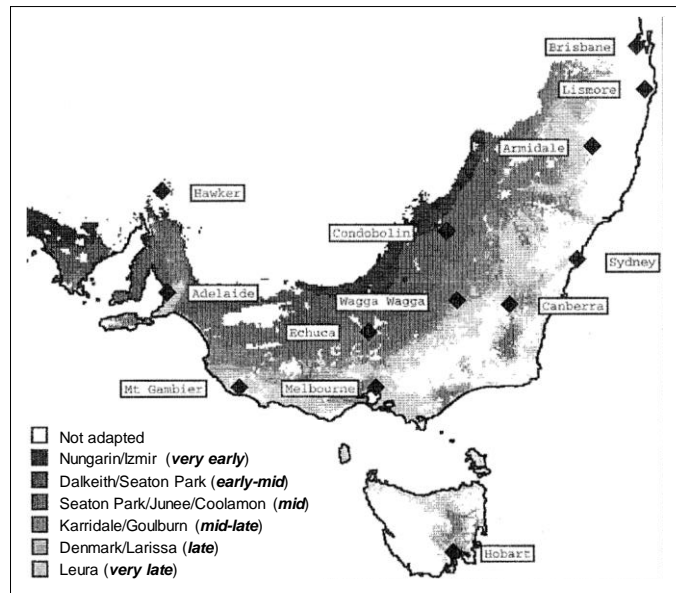 Brisbane
Lismore
Armidale
Hawker
Condobolin
Sydney
Adelaide
Wagga Wagga
Canberra
Echuca
Mt Gambier
Melbourne
Not adapted
Nungarin/Izmir (very early)
Dalkeith/Seaton Park (early-mid)
Seaton Park/Junee/Coolamon (mid)
Karridale/Goulburn (mid-late)
Denmark/Larissa (late)
Leura (very late)
Hobart